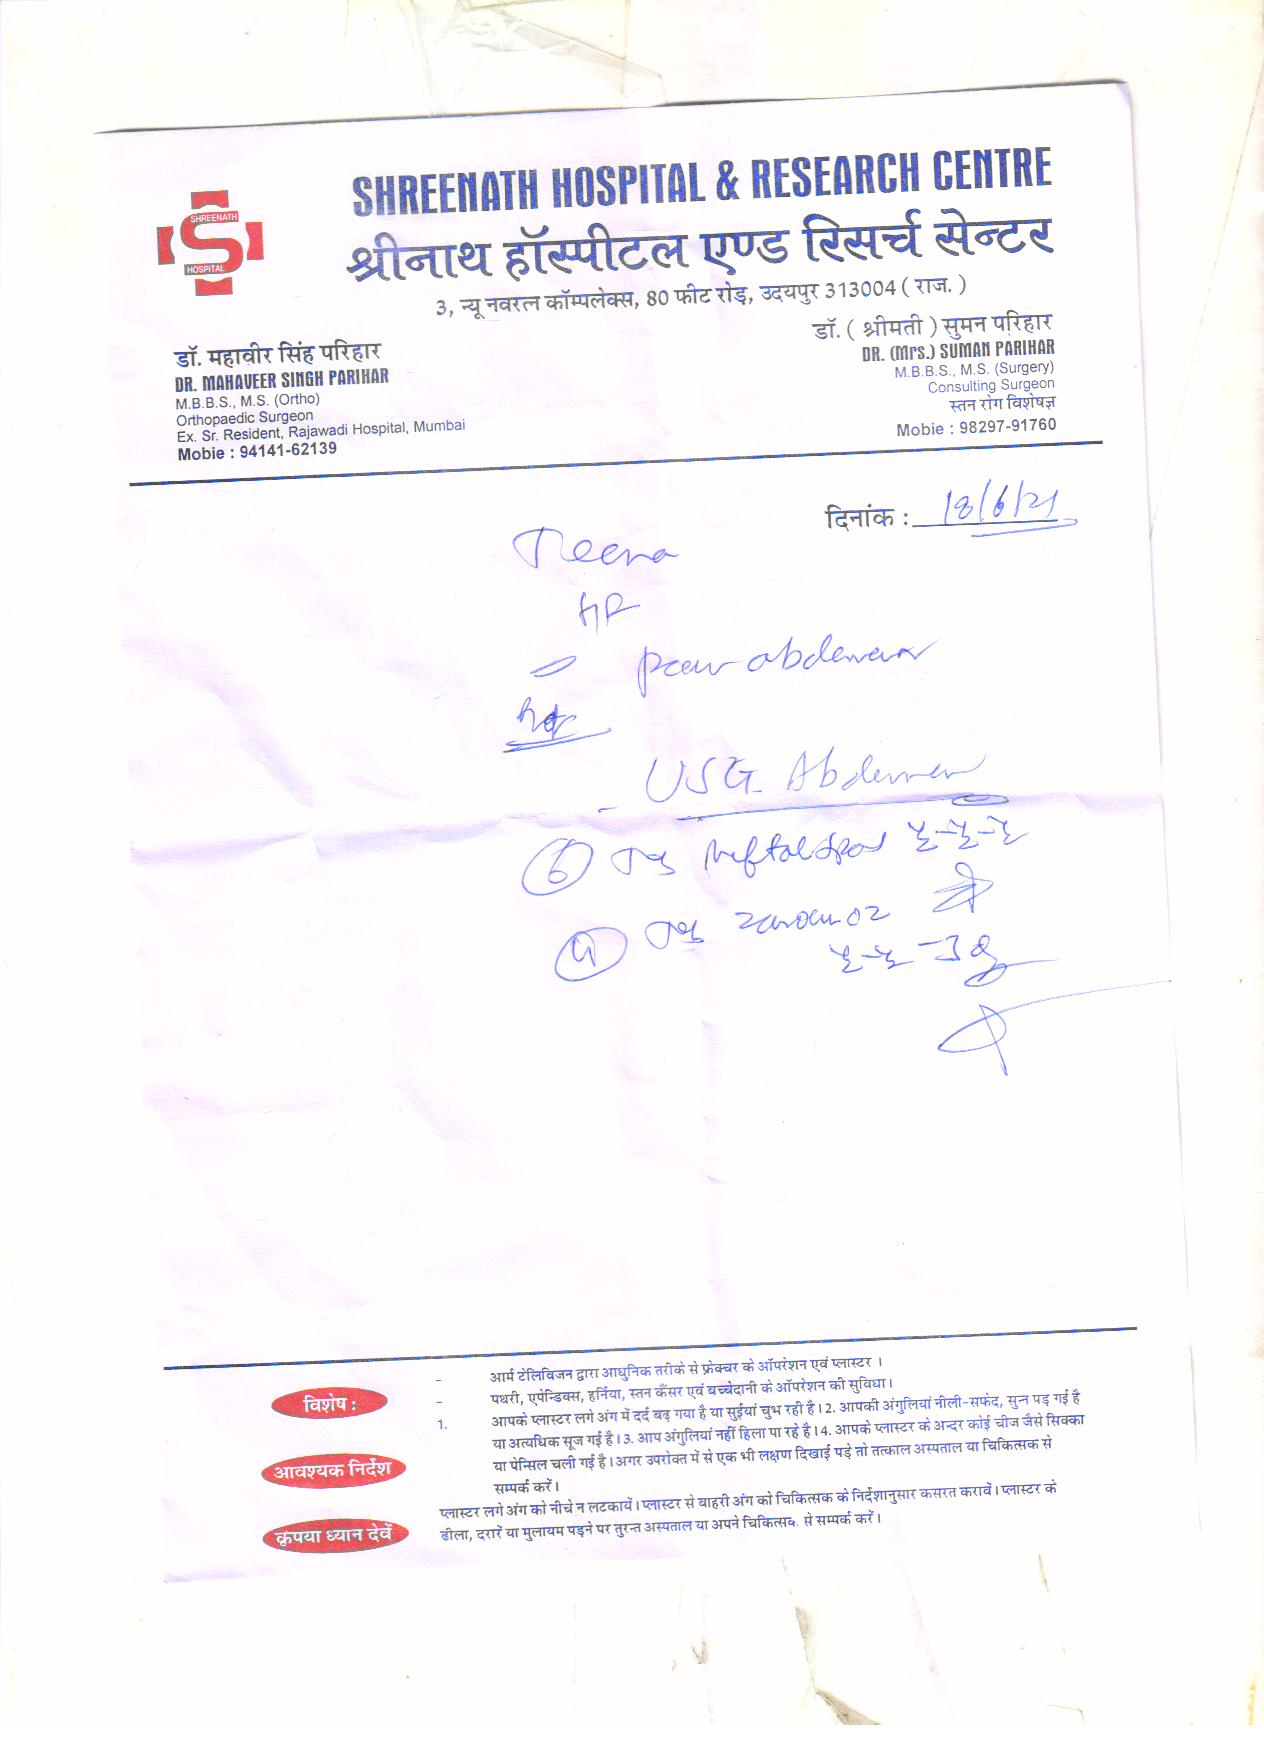 SHREENATH HOSPITAL & RESEARCH CENTRE
श्रीनाथ हॉस्पीटल एण्ड रिसर्च सेन्टर
3, न्यू नवरत्न कॉम्पलेक्स, 80 फीट रोड़, उदयपुर 313004 ( राज. )
SHREENATH
S
HOSPITAL
डॉ. महावीर सिंह परिहार
DR. MAHAVEER SINGH PARIHAR
M.B.B.S., M.S. (Ortho)
Orthopaedic Surgeon
Ex. Sr. Resident, Rajawadi Hospital, Mumbai
Mobie : 94141-62139
डॉ. ( श्रीमती ) सुमन परिहार
DR. (Mrs.) SUMAN PARIHAR
M.B.B.S., M.S. (Surgery)
Consulting Surgeon
स्तन रोग विशेषज्ञ
Mobie : 98297-91760
दिनांक : 18/6/21
Teena
abdomen
USG Abdomen
6 Meftalspas
zanocinoz
विशेष :
- आर्म टेलिविजन द्वारा आधुनिक तरीके से फ्रेक्चर के ऑपरेशन एवं प्लास्टर ।
- पथरी, एपेन्डिक्स, हर्निया, स्तन कैंसर एवं बच्चेदानी के ऑपरेशन की सुविधा ।
आवश्यक निर्देश
1. आपके प्लास्टर लगे अंग में दर्द बढ़ गया है या सुईयां चुभ रही है । 2. आपकी अंगुलियां नीली-सफेद, सुन्न पड़ गई है
या अत्यधिक सूज गई है । 3. आप अंगुलियां नहीं हिला पा रहे है । 4. आपके प्लास्टर के अन्दर कोई चीज जैसे सिक्का
या पेन्सिल चली गई है । अगर उपरोक्त में से एक भी लक्षण दिखाई पड़े तो तत्काल अस्पताल या चिकित्सक से
सम्पर्क करें ।
कृपया ध्यान देवें
प्लास्टर लगे अंग को नीचे न लटकायें । प्लास्टर से बाहरी अंग को चिकित्सक के निर्देशानुसार कसरत करावें । प्लास्टर के
ढीला, दरारें या मुलायम पड़ने पर तुरन्त अस्पताल या अपने चिकित्सक से सम्पर्क करें ।